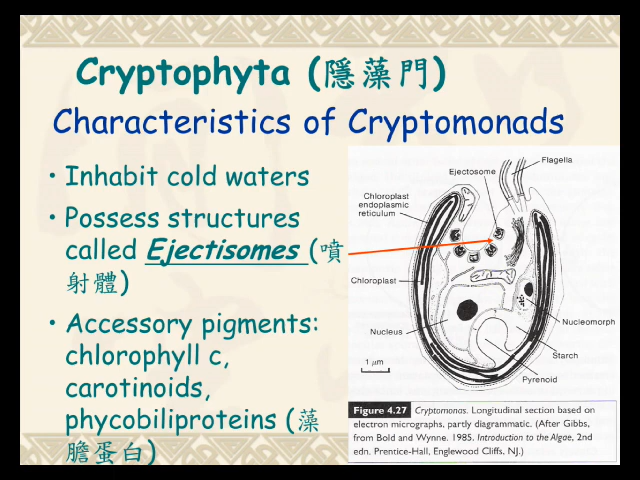 Cryptophyta (隱藻門)
Characteristics of Cryptomonads
• Inhabit cold waters
• Possess structures
called Ejectisomes (噴
射體)
• Accessory pigments:
chlorophyll c,
carotinoids,
phycobiliproteins (藻
膽蛋白)
Flagella
Ejectosome
Chloroplast
endoplasmic
reticulum
Chloroplast
Nucleus
Nucleomorph
Starch
Pyrenoid
1 μm
Figure 4.27 Cryptomonas. Longitudinal section based on
electron micrographs, partly diagrammatic. (After Gibbs,
from Bold and Wynne. 1985. Introduction to the Algae, 2nd
edn. Prentice-Hall, Englewood Cliffs, NJ.)